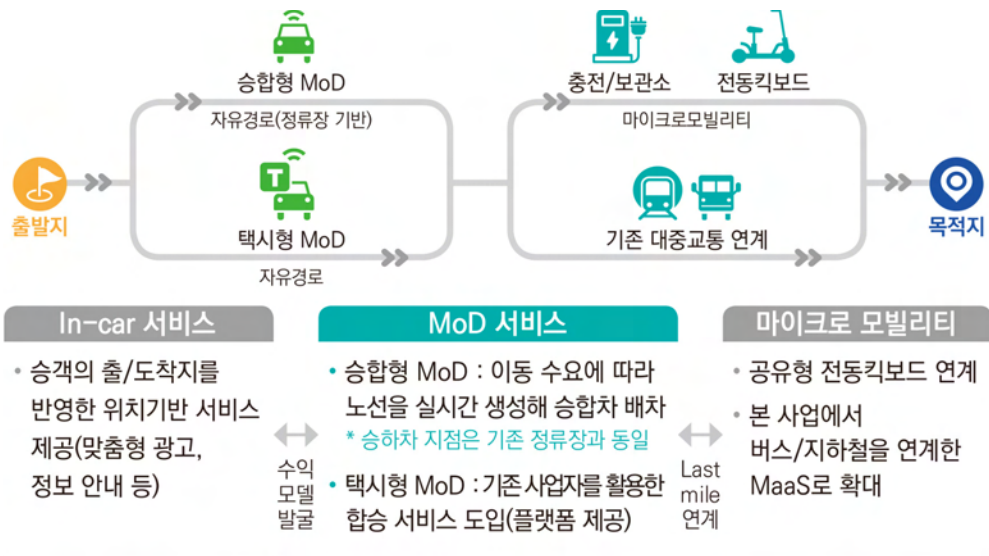 승합형 MoD
자유경로(정류장 기반)
충전/보관소
전동킥보드
마이크로모빌리티
출발지
T
택시형 MoD
자유경로
기존 대중교통 연계
목적지
In-car 서비스
• 승객의 출/도착지를
반영한 위치기반 서비스
제공(맞춤형 광고,
정보 안내 등)
수익
모델
발굴
MoD 서비스
• 승합형 MoD : 이동 수요에 따라
노선을 실시간 생성해 승합차 배차
* 승하차 지점은 기존 정류장과 동일
• 택시형 MoD : 기존 사업자를 활용한
합승 서비스 도입(플랫폼 제공)
Last
mile
연계
마이크로 모빌리티
• 공유형 전동킥보드 연계
• 본 사업에서
버스/지하철을 연계한
MaaS로 확대